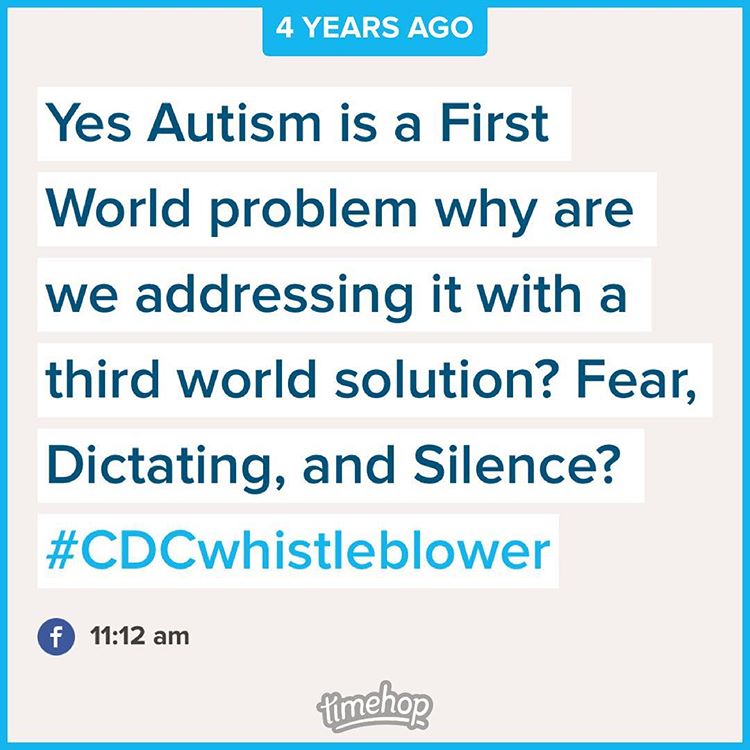 4 YEARS AGO
Yes Autism is a First
World problem why are
we addressing it with a
third world solution? Fear,
Dictating, and Silence?
#CDCwhistleblower
f 11:12 am
timehop